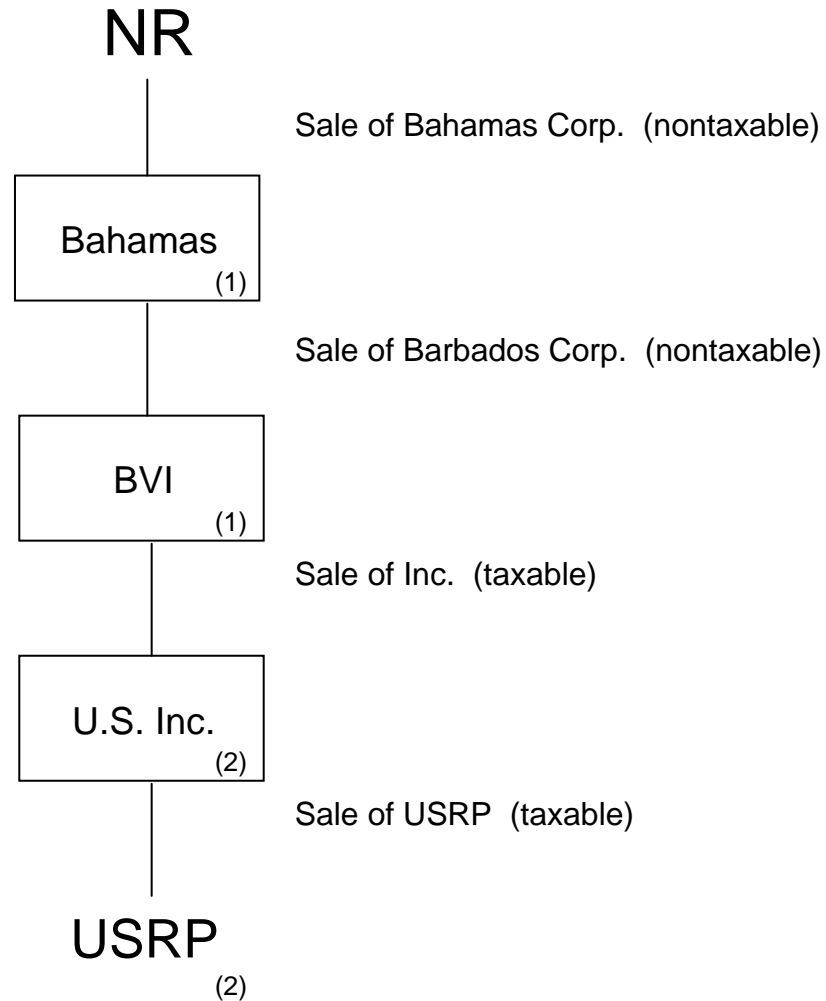 NR
Sale of Bahamas Corp. (nontaxable)
Bahamas
(1)
Sale of Barbados Corp. (nontaxable)
BVI
(1)
Sale of Inc. (taxable)
U.S. Inc.
(2)
Sale of USRP (taxable)
USRP
(2)